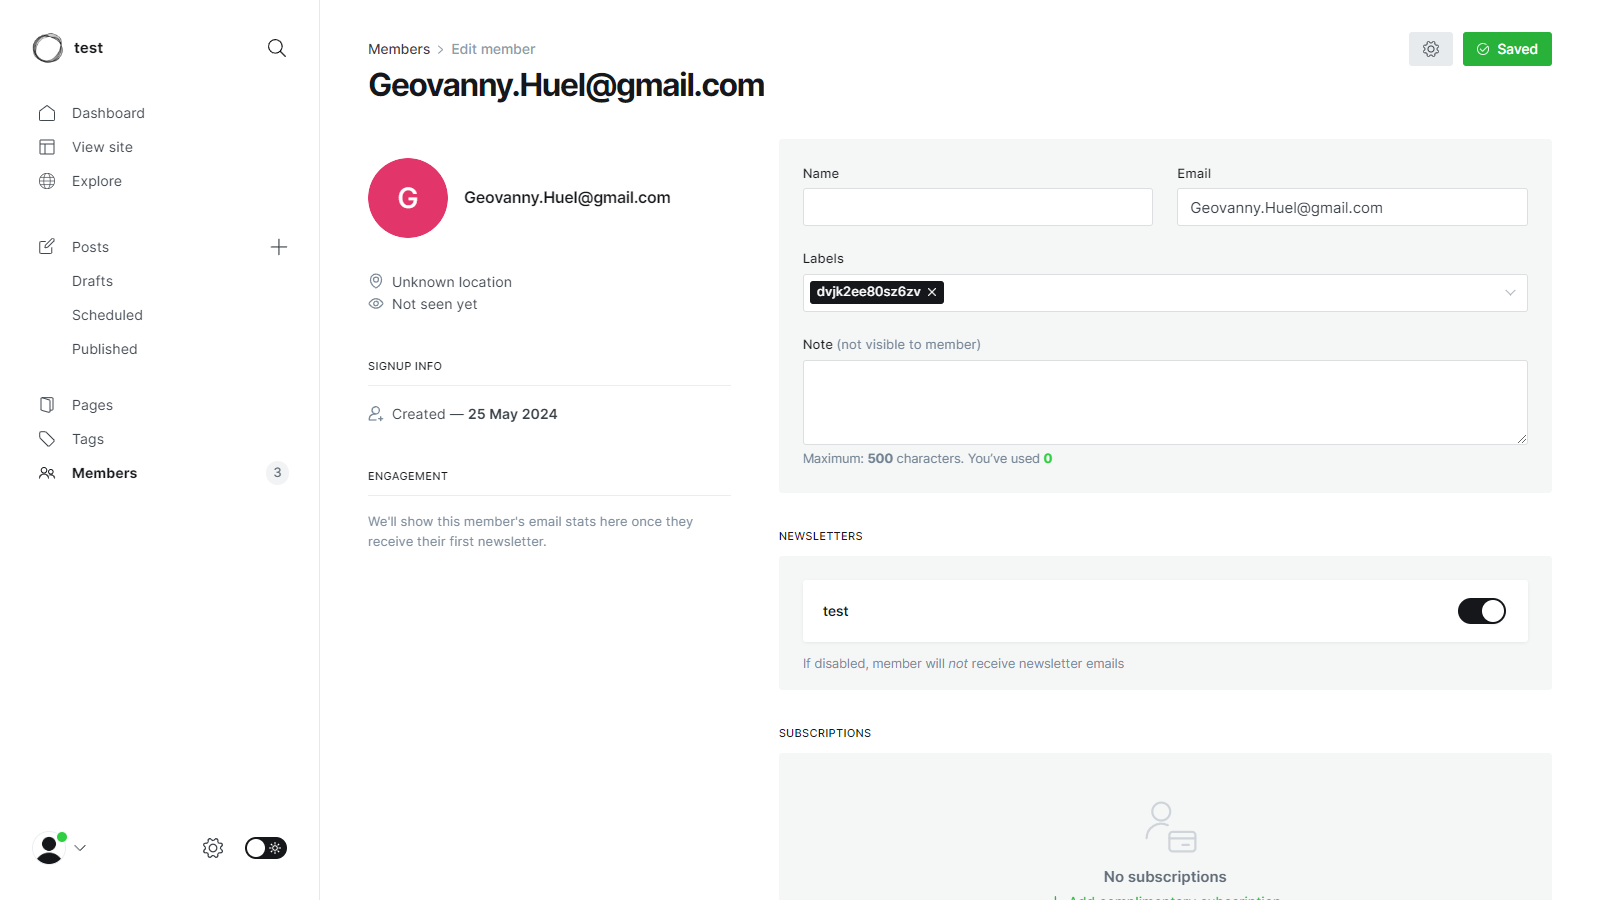 test
Dashboard
View site
Explore
Posts
Drafts
Scheduled
Published
Pages
Tags
Members 3
Members > Edit member
Geovanny.Huel@gmail.com
Saved
G
Geovanny.Huel@gmail.com
Unknown location
Not seen yet
SIGNUP INFO
Created — 25 May 2024
ENGAGEMENT
We'll show this member's email stats here once they
receive their first newsletter.
Name
Email
Geovanny.Huel@gmail.com
Labels
dvjk2ee80sz6zv
Note (not visible to member)
Maximum: 500 characters. You've used 0
NEWSLETTERS
test
If disabled, member will not receive newsletter emails
SUBSCRIPTIONS
No subscriptions
Add complimentary subscription